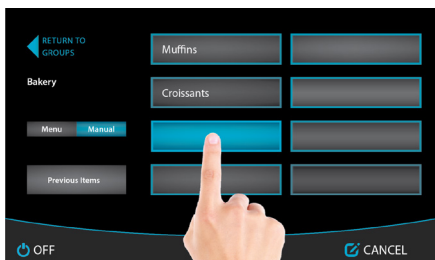 RETURN TO
GROUPS
Bakery
Menu Manual
Previous Items
Muffins
Croissants
OFF
CANCEL